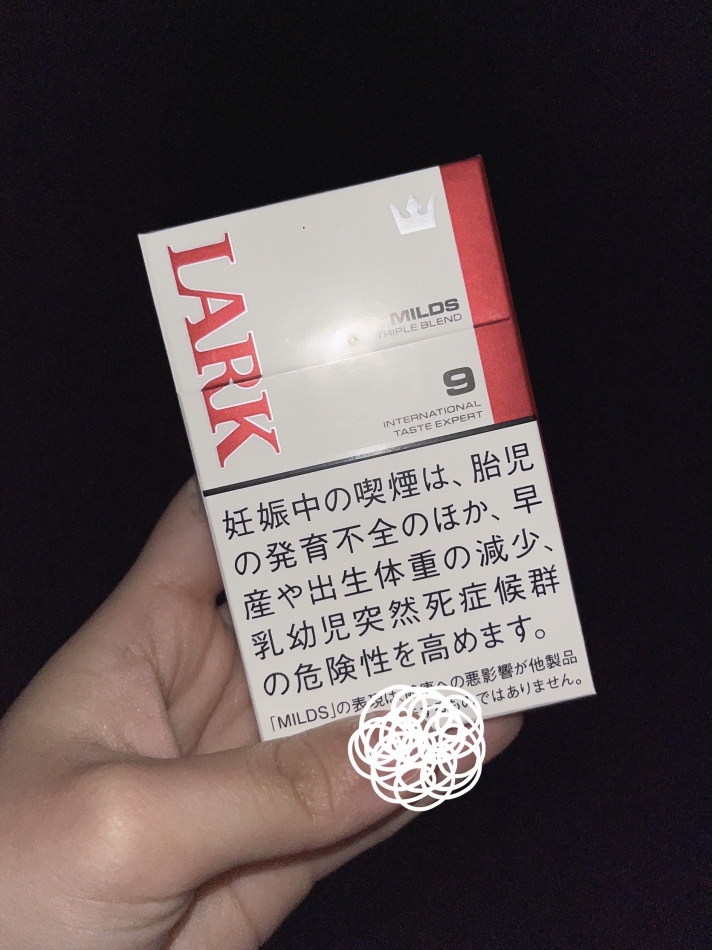 LARK
MILDS
TRIPLE BLEND
9
INTERNATIONAL
TASTE EXPERT
妊娠中の喫煙は、胎児
の発育不全のほか、早
産や出生体重の減少、
乳幼児突然死症候群
の危険性を高めます。
「MILDS」の表現は、健康への悪影響が他製品
ではありません。